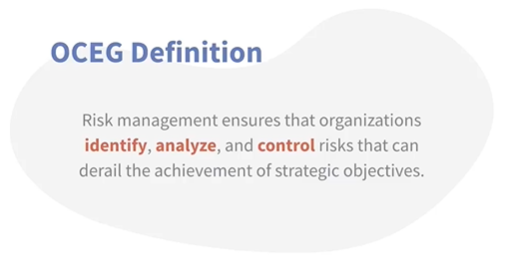 OCEG Definition
Risk management ensures that organizations
identify, analyze, and control risks that can
derail the achievement of strategic objectives.